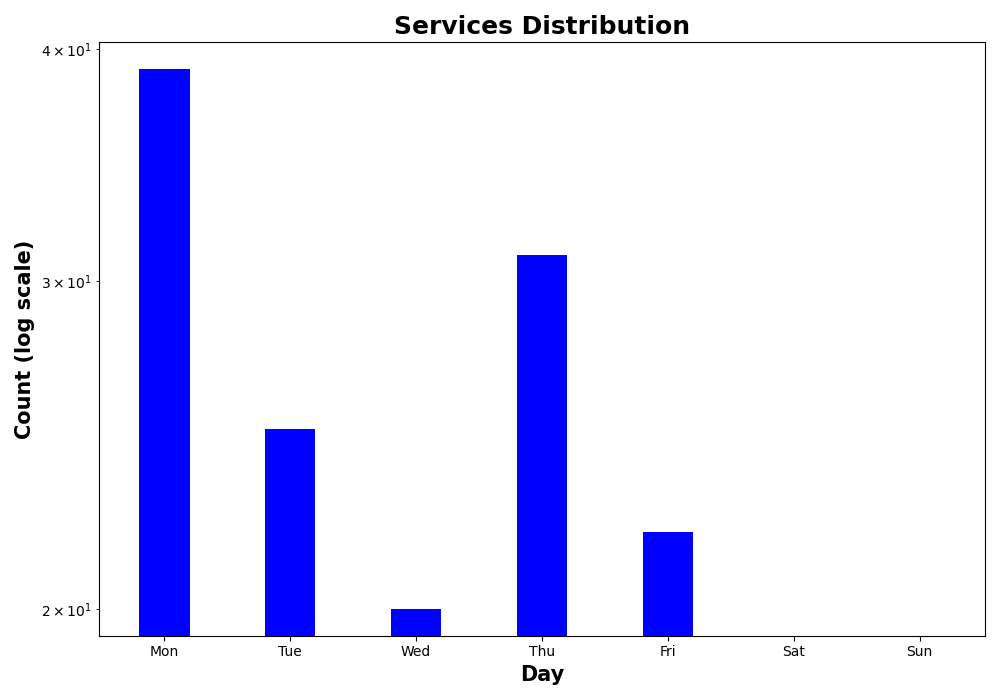 Services Distribution
4 × 10¹
3 × 10¹
2 × 10¹
Count (log scale)
Mon Tue Wed Thu Fri Sat Sun
Day